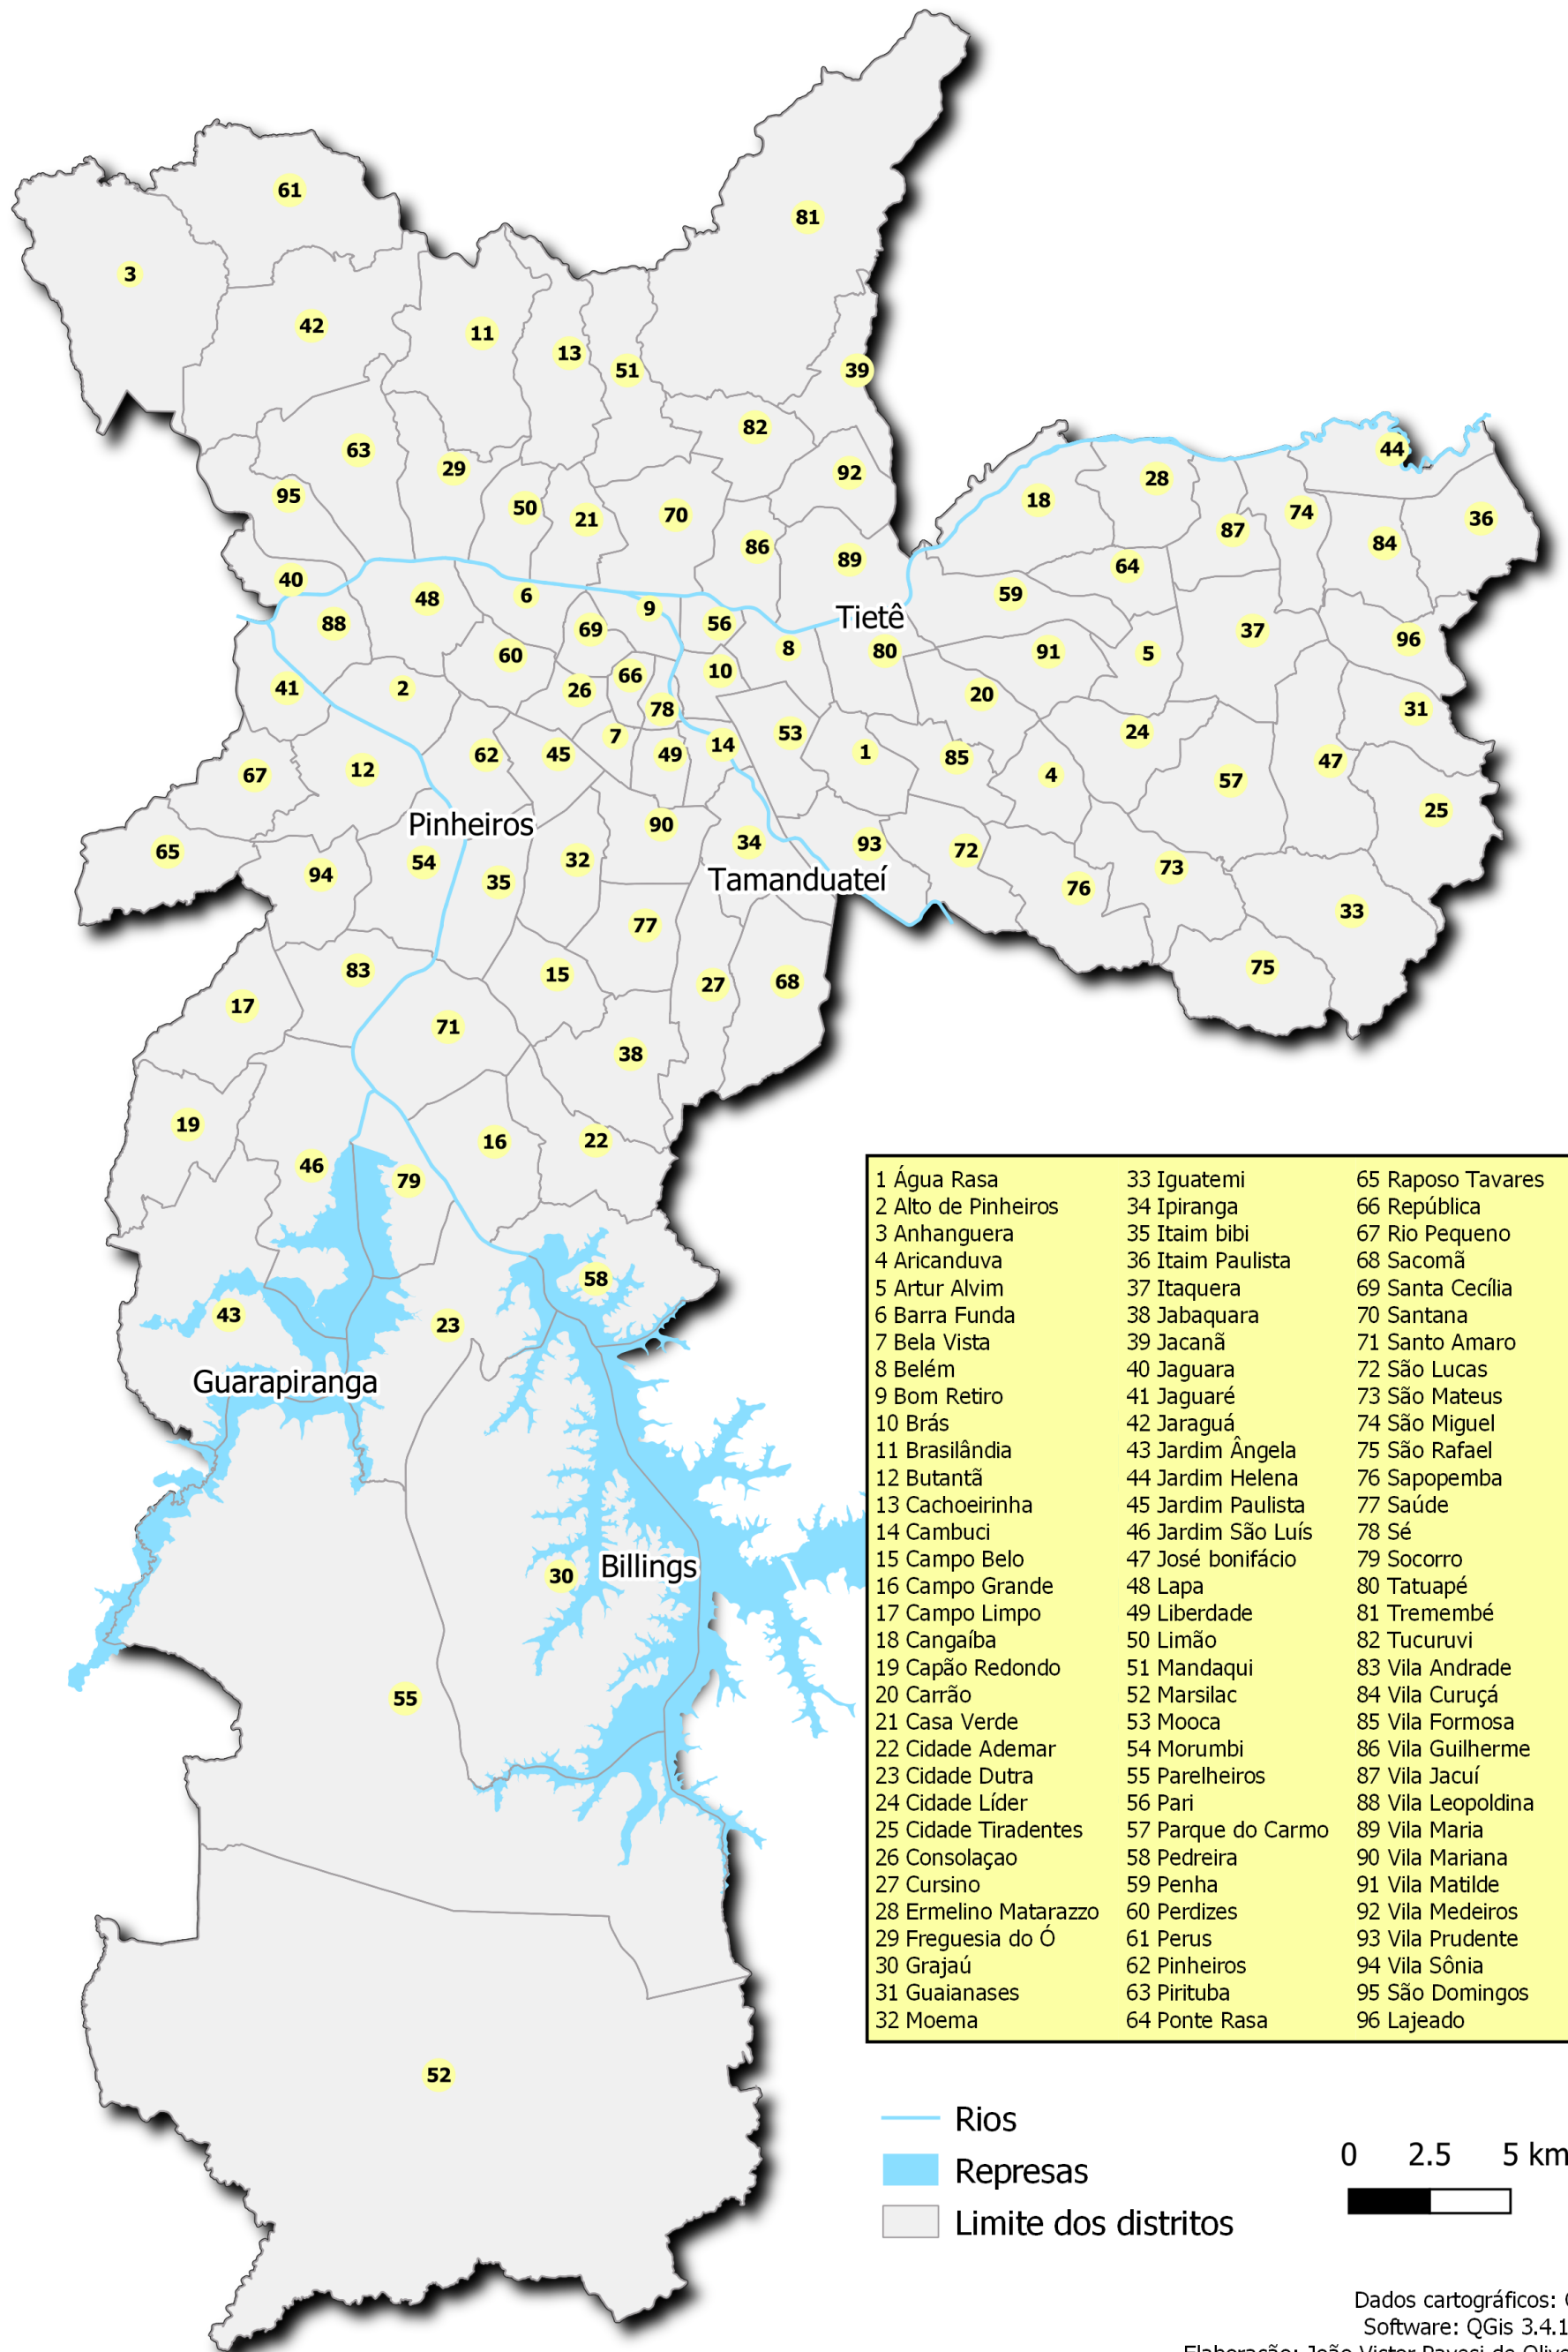 61
81
3
42
11
13
51
39
82
44
63
29
92
95
28
18
50
21
70
74
36
87
86
84
89
64
40
48
6
59
9
88
69
56
Tietê
37
96
8
60
80
91
5
10
66
41
2
26
20
78
31
53
24
7
14
62
45
49
1
85
47
12
67
4
57
25
Pinheiros
90
34
93
65
54
32
72
94
35
Tamanduateí
73
76
33
77
83
15
75
27
68
17
71
38
19
16
22
46
79
58
43
23
Guarapiranga
30
Billings
55
52
1 Água Rasa
2 Alto de Pinheiros
3 Anhanguera
4 Aricanduva
5 Artur Alvim
6 Barra Funda
7 Bela Vista
8 Belém
9 Bom Retiro
10 Brás
11 Brasilândia
12 Butantã
13 Cachoeirinha
14 Cambuci
15 Campo Belo
16 Campo Grande
17 Campo Limpo
18 Cangaíba
19 Capão Redondo
20 Carrão
21 Casa Verde
22 Cidade Ademar
23 Cidade Dutra
24 Cidade Líder
25 Cidade Tiradentes
26 Consolaçao
27 Cursino
28 Ermelino Matarazzo
29 Freguesia do Ó
30 Grajaú
31 Guaianases
32 Moema
33 Iguatemi
34 Ipiranga
35 Itaim bibi
36 Itaim Paulista
37 Itaquera
38 Jabaquara
39 Jacanã
40 Jaguara
41 Jaguaré
42 Jaraguá
43 Jardim Ângela
44 Jardim Helena
45 Jardim Paulista
46 Jardim São Luís
47 José bonifácio
48 Lapa
49 Liberdade
50 Limão
51 Mandaqui
52 Marsilac
53 Mooca
54 Morumbi
55 Parelheiros
56 Pari
57 Parque do Carmo
58 Pedreira
59 Penha
60 Perdizes
61 Perus
62 Pinheiros
63 Pirituba
64 Ponte Rasa
65 Raposo Tavares
66 República
67 Rio Pequeno
68 Sacomã
69 Santa Cecília
70 Santana
71 Santo Amaro
72 São Lucas
73 São Mateus
74 São Miguel
75 São Rafael
76 Sapopemba
77 Saúde
78 Sé
79 Socorro
80 Tatuapé
81 Tremembé
82 Tucuruvi
83 Vila Andrade
84 Vila Curuçá
85 Vila Formosa
86 Vila Guilherme
87 Vila Jacuí
88 Vila Leopoldina
89 Vila Maria
90 Vila Mariana
91 Vila Matilde
92 Vila Medeiros
93 Vila Prudente
94 Vila Sônia
95 São Domingos
96 Lajeado
Rios
Represas
Limite dos distritos
0 2.5 5 km
Dados cartográficos:
Software: QGis 3.4.1
Elaboração: João Victor Pavesi de